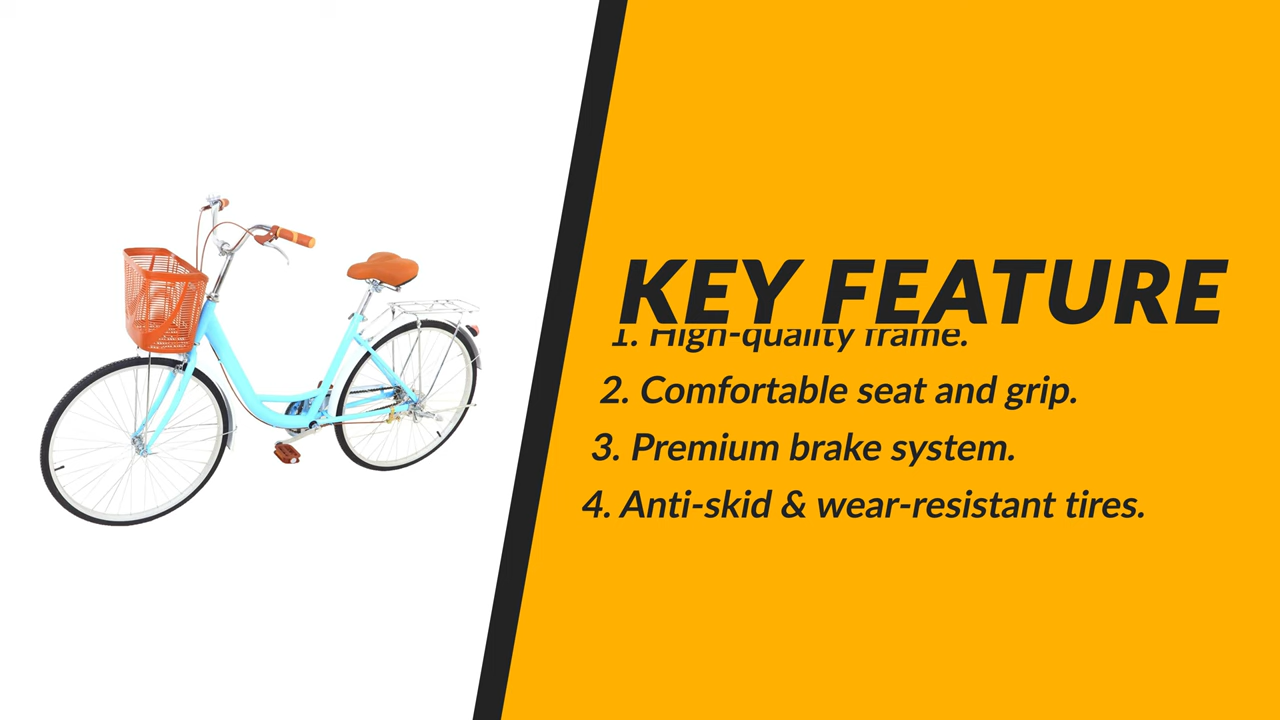 KEY FEATURE
1. High-quality frame.
2. Comfortable seat and grip.
3. Premium brake system.
4. Anti-skid & wear-resistant tires.